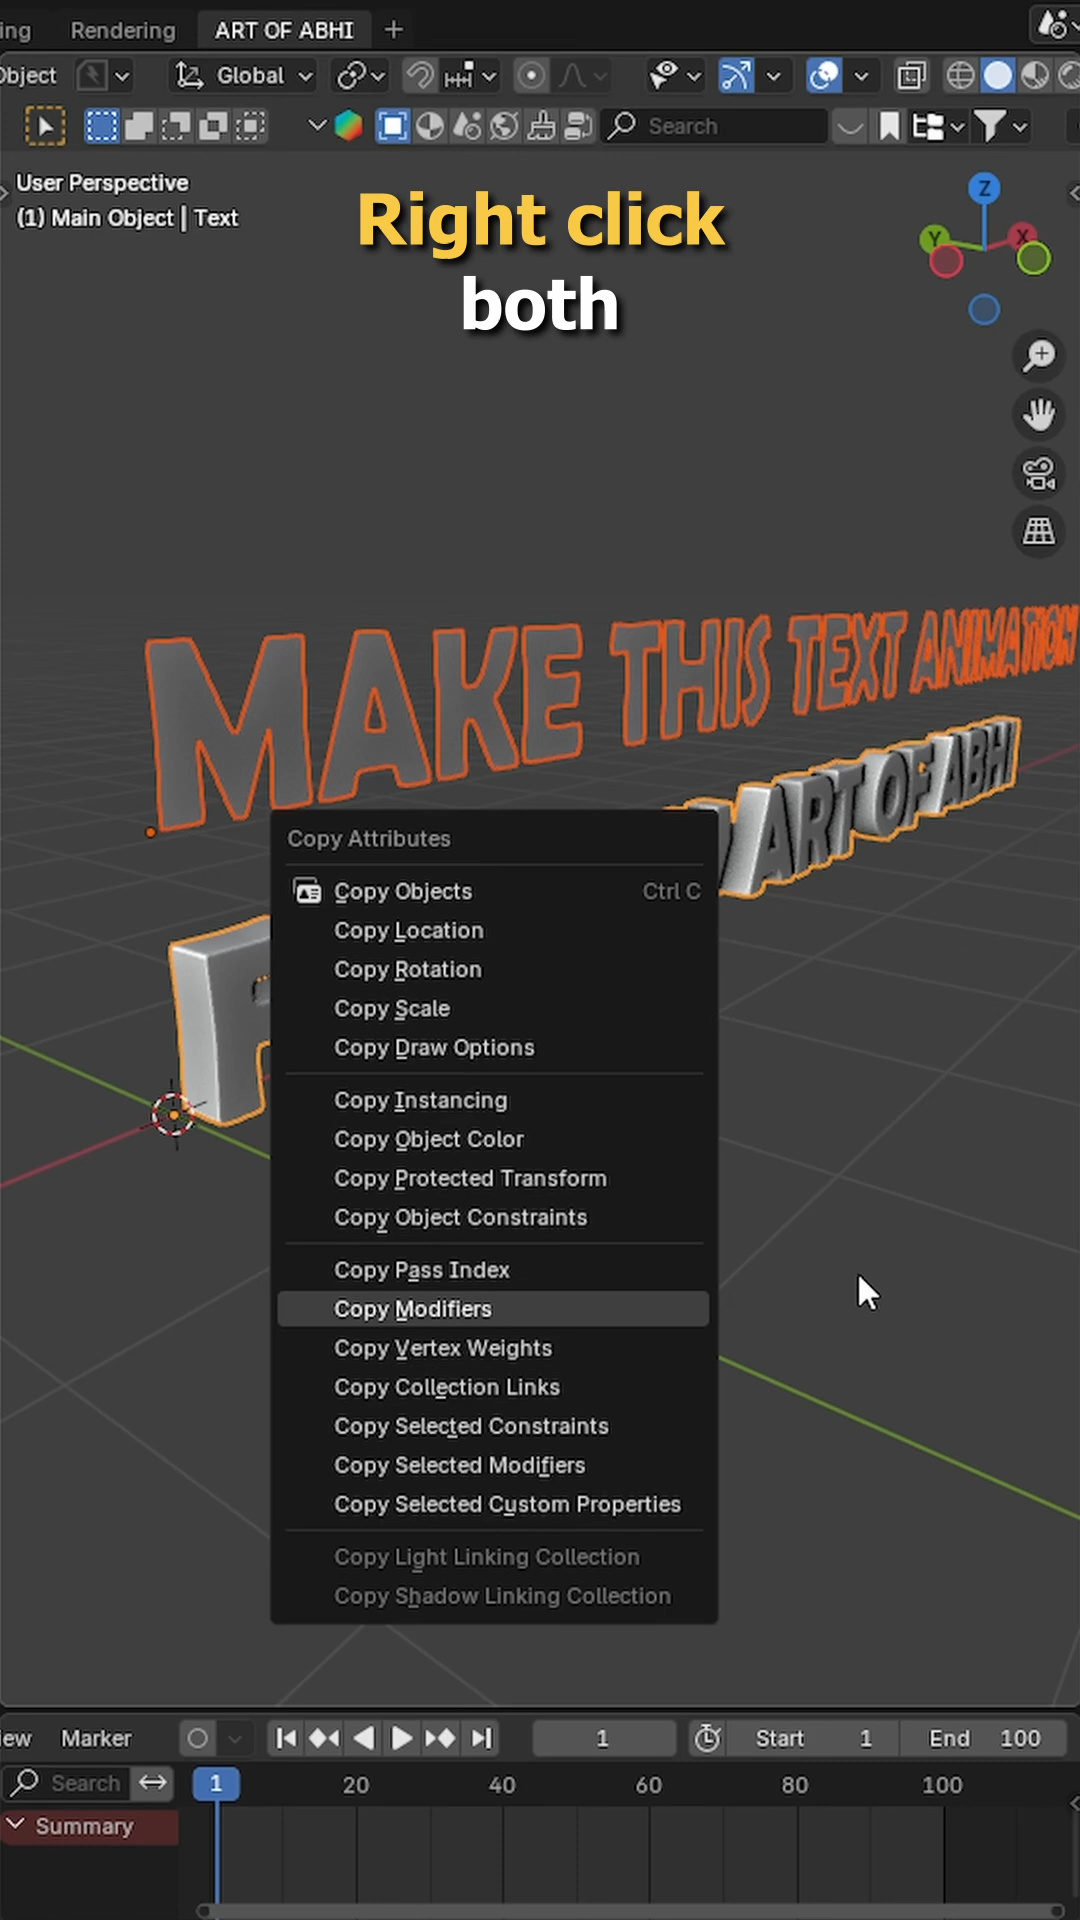 ing Rendering ART OF ABHI +
Object Global
Search
User Perspective
(1) Main Object | Text
Right click
both
Z
Y X
MAKE THIS TEXT ANIMATION
ART OF ABHI
Copy Attributes
Copy Objects Ctrl C
Copy Location
Copy Rotation
Copy Scale
Copy Draw Options
Copy Instancing
Copy Object Color
Copy Protected Transform
Copy Object Constraints
Copy Pass Index
Copy Modifiers
Copy Vertex Weights
Copy Collection Links
Copy Selected Constraints
Copy Selected Modifiers
Copy Selected Custom Properties
Copy Light Linking Collection
Copy Shadow Linking Collection
iew Marker 1 Start 1 End 100
Search 1 20 40 60 80 100
Summary